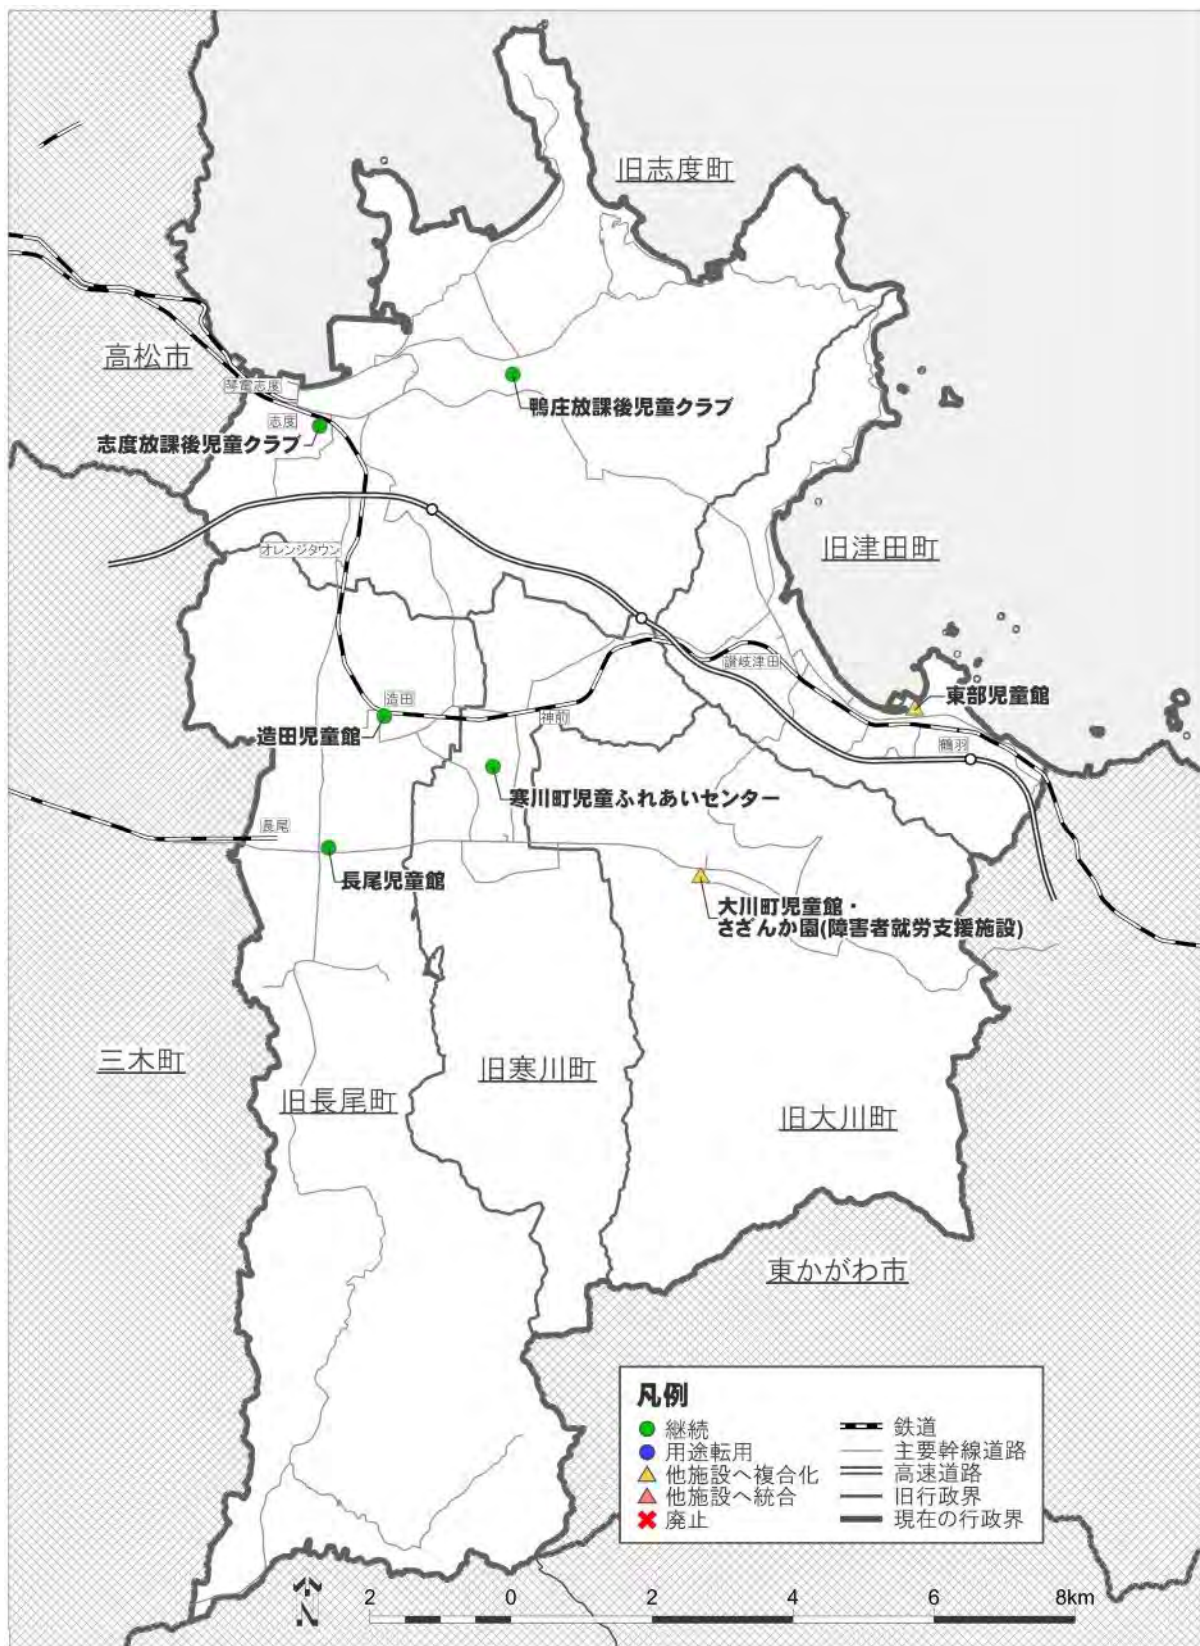 旧志度町
高松市
琴電志度
志度
鴨庄放課後児童クラブ
志度放課後児童クラブ
オレンジタウン
旧津田町
讃岐津田
造田
東部児童館
神前
造田児童館
鶴羽
寒川町児童ふれあいセンター
長尾
長尾児童館
大川町児童館・
さざんか園(障害者就労支援施設)
三木町
旧寒川町
旧長尾町
旧大川町
東かがわ市
凡例
継続
用途転用
他施設へ複合化
他施設へ統合
廃止
鉄道
主要幹線道路
高速道路
旧行政界
現在の行政界
N
2 0 2 4 6 8km